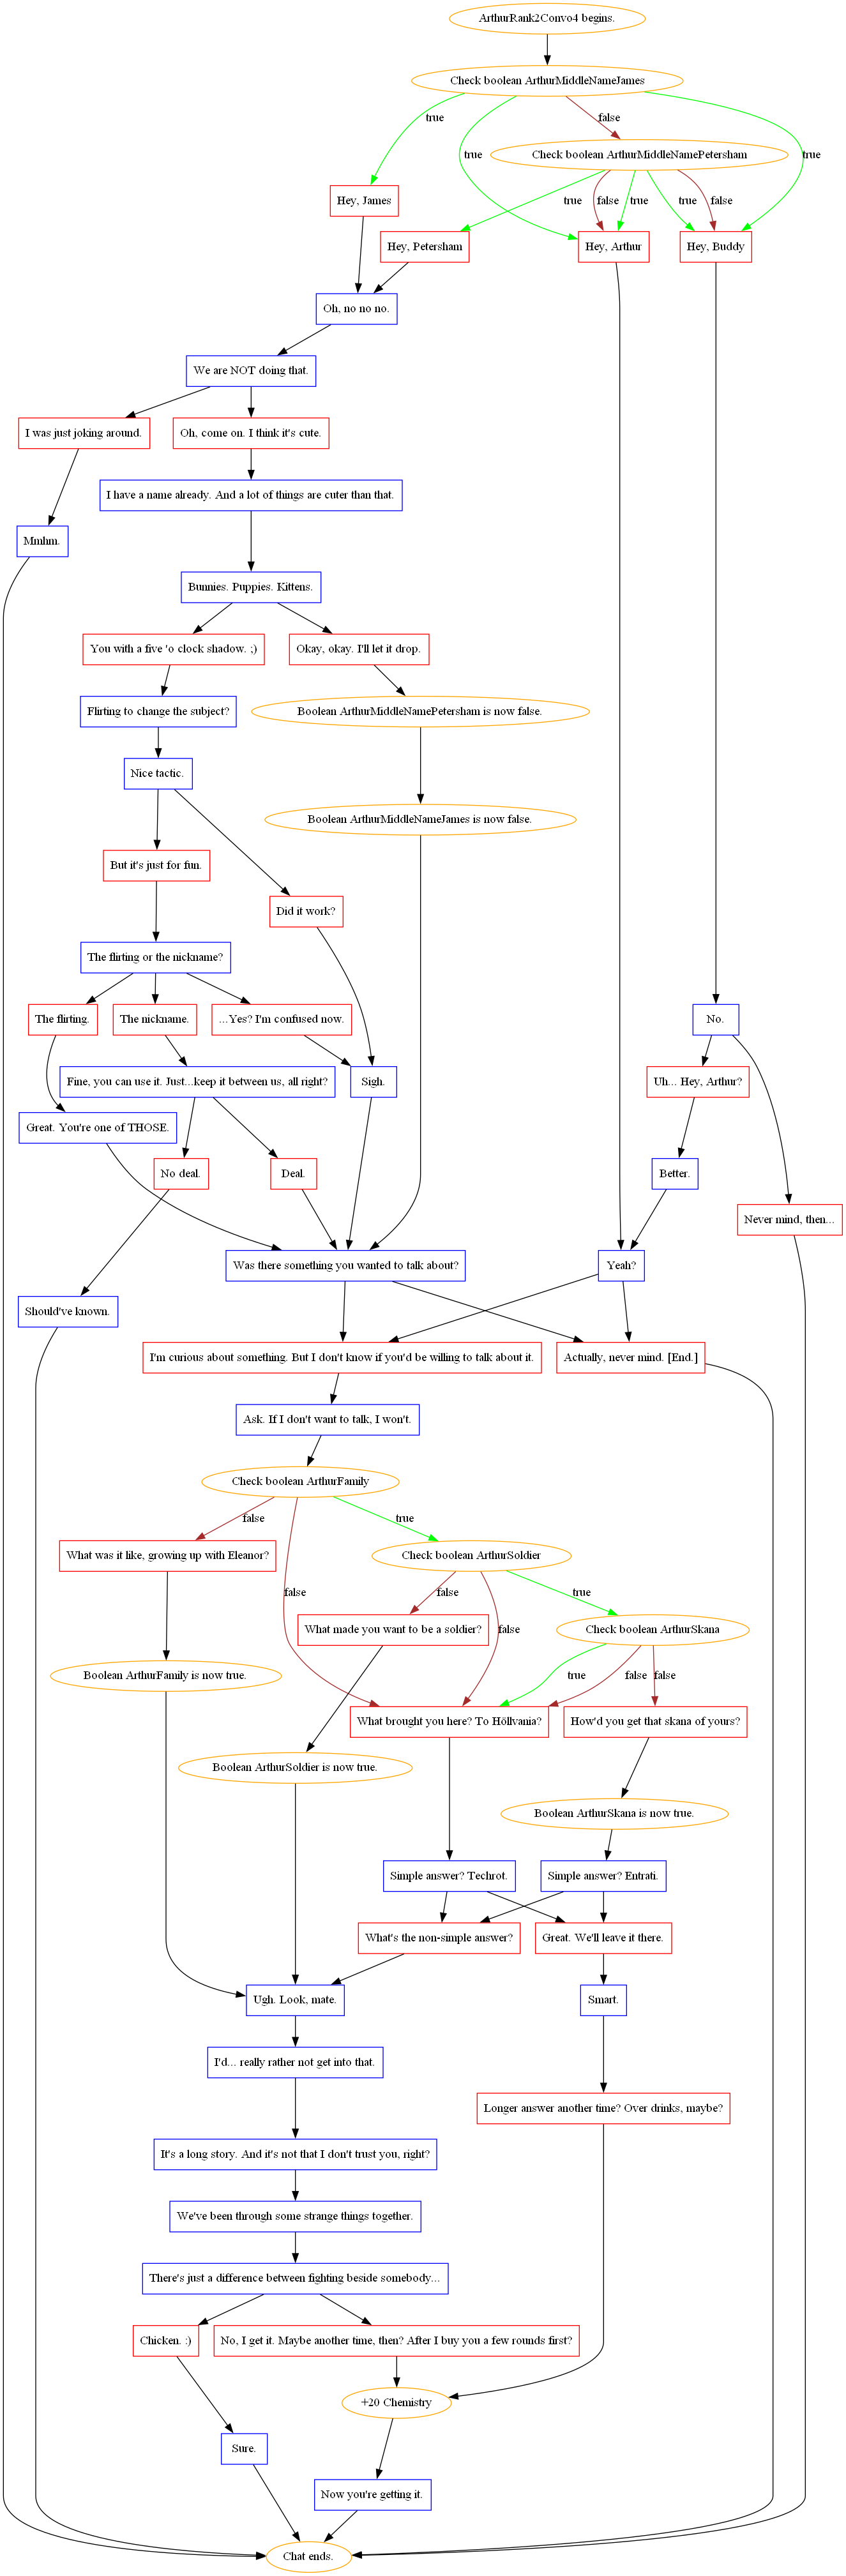 ArthurRank2Convo4 begins.
Check boolean ArthurMiddleNameJames
true
false
true
true
Check boolean ArthurMiddleNamePetersham
Hey, James
true
false
true
true
false
Hey, Petersham
Hey, Arthur
Hey, Buddy
Oh, no no no.
We are NOT doing that.
I was just joking around.
Oh, come on. I think it's cute.
I have a name already. And a lot of things are cuter than that.
Mmhm.
Bunnies. Puppies. Kittens.
You with a five 'o clock shadow. ;)
Okay, okay. I'll let it drop.
Flirting to change the subject?
Boolean ArthurMiddleNamePetersham is now false.
Nice tactic.
Boolean ArthurMiddleNameJames is now false.
But it's just for fun.
Did it work?
The flirting or the nickname?
The flirting.
The nickname.
...Yes? I'm confused now.
No.
Fine, you can use it. Just...keep it between us, all right?
Sigh.
Uh... Hey, Arthur?
Great. You're one of THOSE.
No deal.
Deal.
Better.
Never mind, then...
Was there something you wanted to talk about?
Yeah?
Should've known.
I'm curious about something. But I don't know if you'd be willing to talk about it.
Actually, never mind. [End.]
Ask. If I don't want to talk, I won't.
Check boolean ArthurFamily
false
true
What was it like, growing up with Eleanor?
Check boolean ArthurSoldier
false
false
true
What made you want to be a soldier?
false
Check boolean ArthurSkana
Boolean ArthurFamily is now true.
true
false
false
What brought you here? To Höllvania?
How'd you get that skana of yours?
Boolean ArthurSoldier is now true.
Boolean ArthurSkana is now true.
Simple answer? Techrot.
Simple answer? Entrati.
What's the non-simple answer?
Great. We'll leave it there.
Ugh. Look, mate.
Smart.
I'd... really rather not get into that.
Longer answer another time? Over drinks, maybe?
It's a long story. And it's not that I don't trust you, right?
We've been through some strange things together.
There's just a difference between fighting beside somebody...
Chicken. :)
No, I get it. Maybe another time, then? After I buy you a few rounds first?
+20 Chemistry
Sure.
Now you're getting it.
Chat ends.